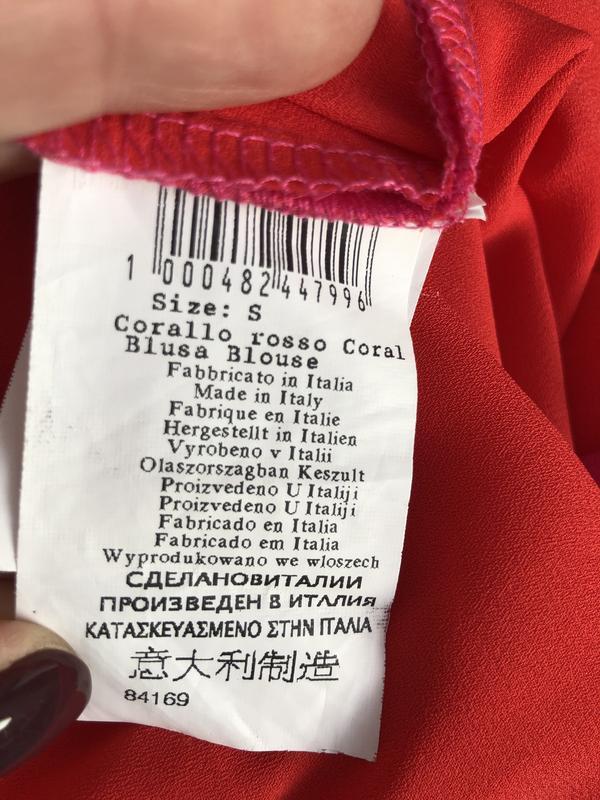 1 000482 447996
Size: S
Corallo rosso Coral
Blusa Blouse
Fabbricato in Italia
Made in Italy
Fabrique en Italie
Hergestellt in Italien
Vyrobeno v Italii
Olaszorszagban Keszult
Proizvedeno U Italiji
Proizvedeno U Italiji
Fabricado en Italia
Fabricado em Italia
Wyprodukowano we wloszech
СДЕЛАНОВИТАЛИИ
ПРОИЗВЕДЕН В ИТАЛИЯ
ΚΑΤΑΣΚΕΥΑΣΜΕΝΟ ΣΤΗΝ ΙΤΑΛΙΑ
意大利制造
84169